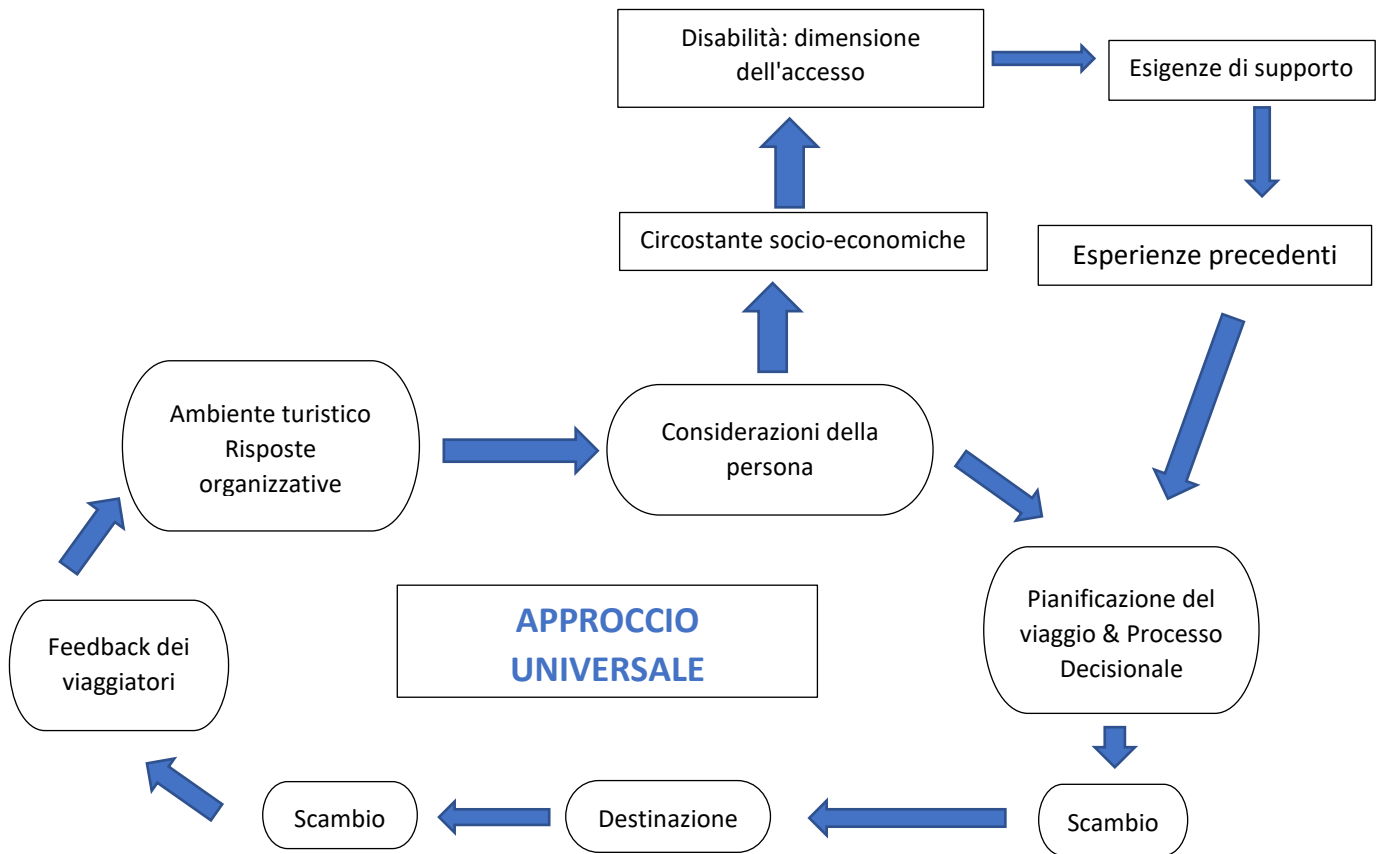 Disabilità: dimensione
dell'accesso
Esigenze di supporto
Circostante socio-economiche
Esperienze precedenti
Ambiente turistico
Risposte
organizzative
Considerazioni della
persona
Pianificazione del
viaggio & Processo
Decisionale
APPROCCIO
UNIVERSALE
Feedback dei
viaggiatori
Scambio
Destinazione
Scambio